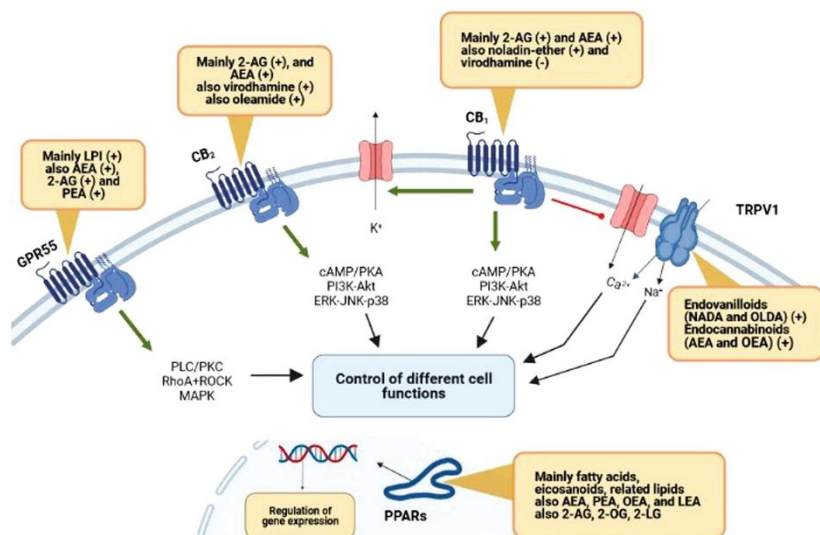 Mainly 2-AG (+) and AEA (+)
also noladin-ether (+) and
virodhamine (-)
Mainly 2-AG (+), and
AEA (+)
also virodhamine (+)
also oleamide (+)
Mainly LPI (+)
also AEA (+),
2-AG (+) and
PEA (+)
CB₁
CB₂
GPR55
TRPV1
K⁺
Ca²⁺
Na⁺
cAMP/PKA
PI3K-Akt
ERK-JNK-p38
cAMP/PKA
PI3K-Akt
ERK-JNK-p38
Endovanilloids
(NADA and OLDA) (+)
Endocannabinoids
(AEA and OEA) (+)
PLC/PKC
RhoA+ROCK
MAPK
Control of different cell
functions
Mainly fatty acids,
eicosanoids, related lipids
also AEA, PEA, OEA, and LEA
also 2-AG, 2-OG, 2-LG
PPARs
Regulation of
gene expression